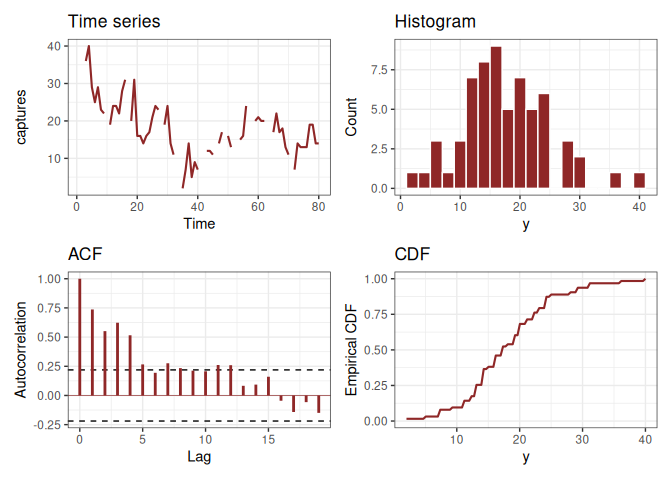 Time series
captures
40
30
20
10
0 20 40 60 80
Time
Histogram
Count
7.5
5.0
2.5
0.0
0 10 20 30 40
y
ACF
Autocorrelation
1.00
0.75
0.50
0.25
0.00
-0.25
0 5 10 15
Lag
CDF
Empirical CDF
1.00
0.75
0.50
0.25
0.00
10 20 30 40
y